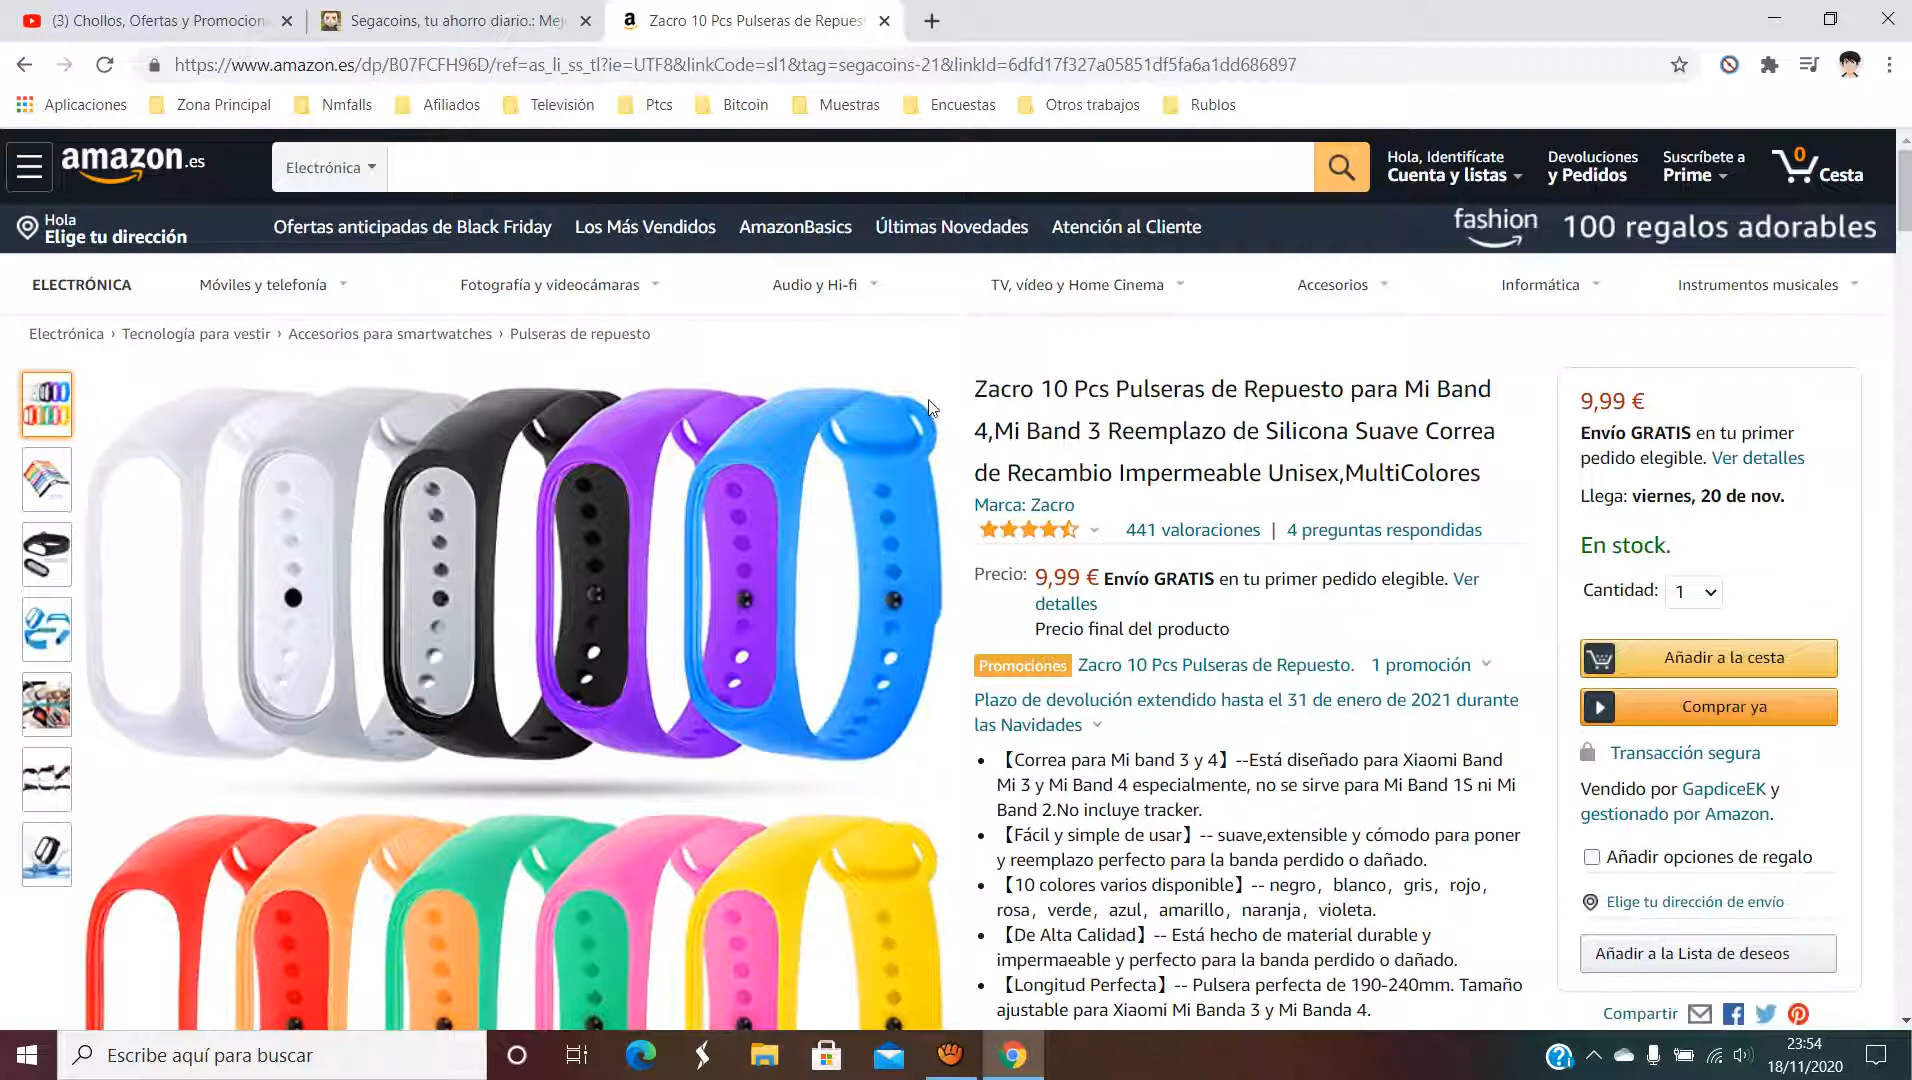 (3) Chollos, Ofertas y Promocion
Segacoins, tu ahorro diario.: Mej
Zacro 10 Pcs Pulseras de Repues
https://www.amazon.es/dp/B07FCFH96D/ref=as_li_ss_tl?ie=UTF8&linkCode=sl1&tag=segacoins-21&linkId=6dfd17f327a05851df5fa6a1dd686897
Aplicaciones Zona Principal Nmfalls Afiliados Televisión Ptcs Bitcoin Muestras Encuestas Otros trabajos Rublos
amazon.es
Electrónica
Hola, Identifícate
Cuenta y listas
Devoluciones
y Pedidos
Suscríbete a
Prime
0
Cesta
Hola
Elige tu dirección
Ofertas anticipadas de Black Friday Los Más Vendidos AmazonBasics Últimas Novedades Atención al Cliente
fashion 100 regalos adorables
ELECTRÓNICA Móviles y telefonía Fotografía y videocámaras Audio y Hi-fi TV, vídeo y Home Cinema Accesorios Informática Instrumentos musicales
Electrónica › Tecnología para vestir › Accesorios para smartwatches › Pulseras de repuesto
Zacro 10 Pcs Pulseras de Repuesto para Mi Band
4,Mi Band 3 Reemplazo de Silicona Suave Correa
de Recambio Impermeable Unisex,MultiColores
Marca: Zacro
441 valoraciones | 4 preguntas respondidas
Precio: 9,99 € Envío GRATIS en tu primer pedido elegible. Ver
detalles
Precio final del producto
Promociones Zacro 10 Pcs Pulseras de Repuesto. 1 promoción
Plazo de devolución extendido hasta el 31 de enero de 2021 durante
las Navidades
• 【Correa para Mi band 3 y 4】--Está diseñado para Xiaomi Band
Mi 3 y Mi Band 4 especialmente, no se sirve para Mi Band 1S ni Mi
Band 2.No incluye tracker.
• 【Fácil y simple de usar】-- suave,extensible y cómodo para poner
y reemplazo perfecto para la banda perdido o dañado.
• 【10 colores varios disponible】-- negro，blanco，gris，rojo，
rosa，verde，azul，amarillo，naranja，violeta.
• 【De Alta Calidad】-- Está hecho de material durable y
impermaeable y perfecto para la banda perdido o dañado.
• 【Longitud Perfecta】-- Pulsera perfecta de 190-240mm. Tamaño
ajustable para Xiaomi Mi Banda 3 y Mi Banda 4.
9,99 €
Envío GRATIS en tu primer
pedido elegible. Ver detalles
Llega: viernes, 20 de nov.
En stock.
Cantidad: 1
Añadir a la cesta
Comprar ya
Transacción segura
Vendido por GapdiceEK y
gestionado por Amazon.
Añadir opciones de regalo
Elige tu dirección de envío
Añadir a la Lista de deseos
Compartir
Escribe aquí para buscar
23:54
18/11/2020